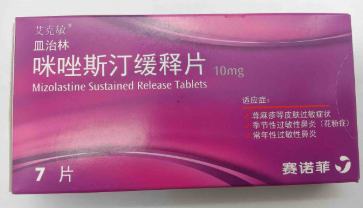 艾克敏®
皿治林
咪唑斯汀缓释片 10mg
Mizolastine Sustained Release Tablets
适应症:
荨麻疹等皮肤过敏症状
季节性过敏性鼻炎（花粉症）
常年性过敏性鼻炎
7 片
赛诺菲